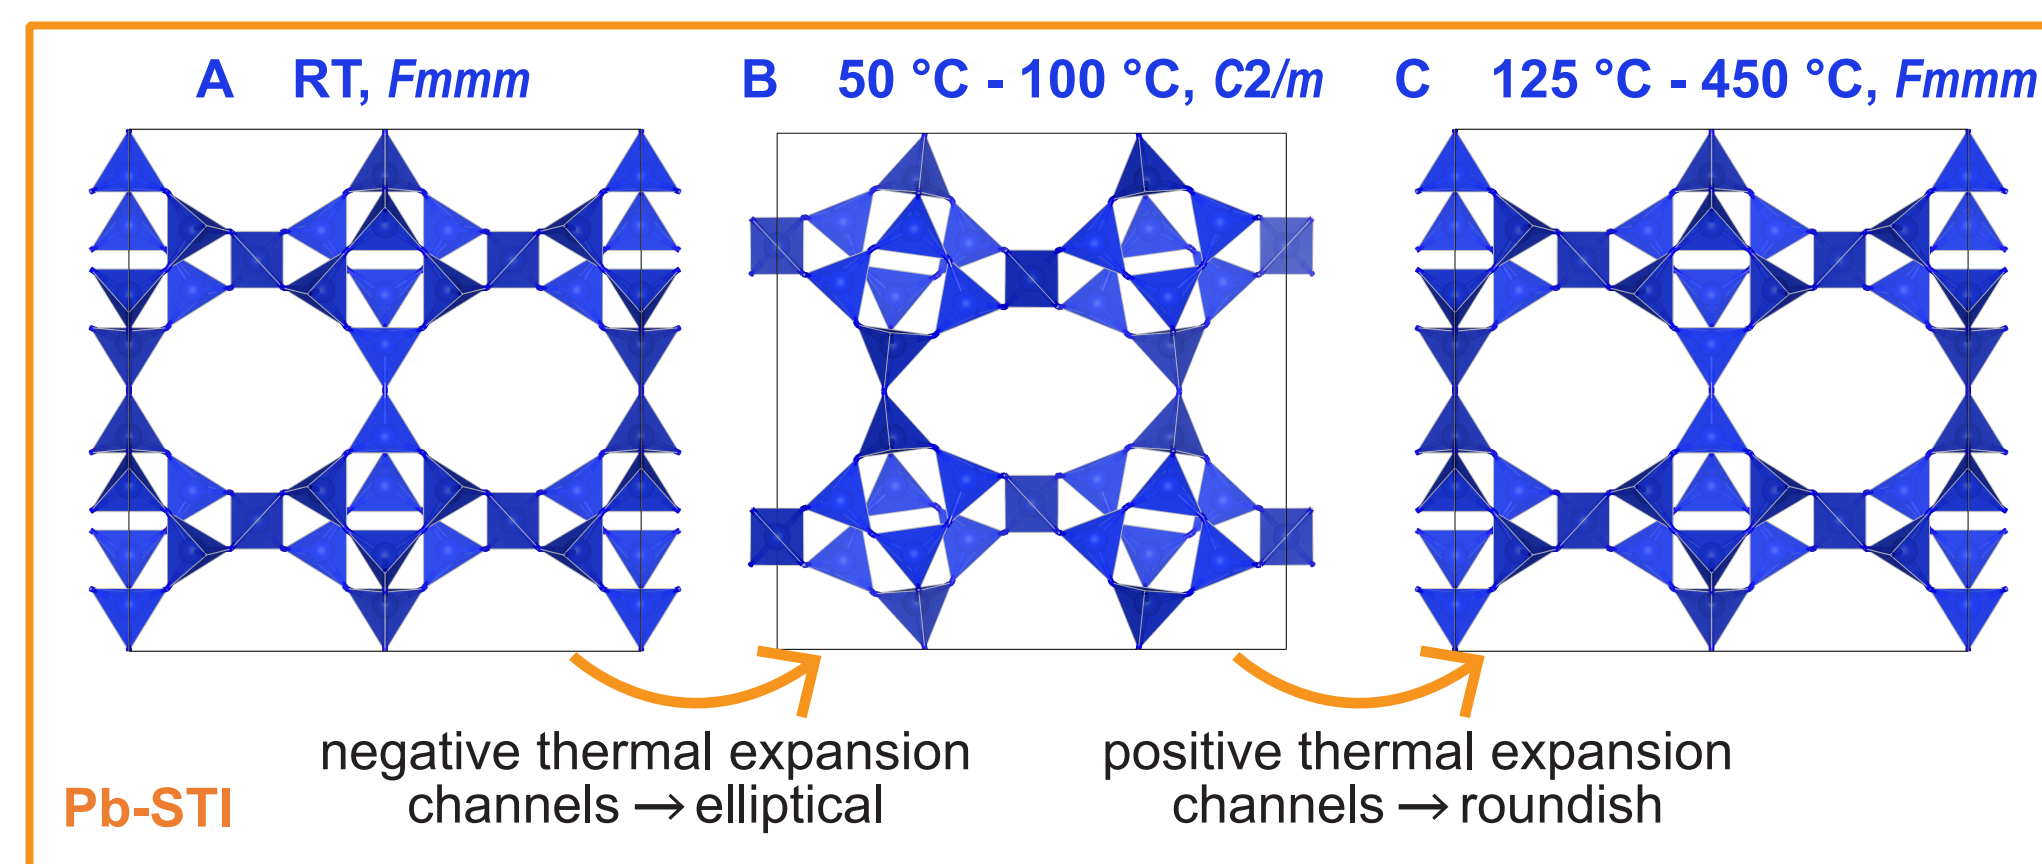 A RT, Fmmm
B 50 °C - 100 °C, C2/m
C 125 °C - 450 °C, Fmmm
negative thermal expansion
channels → elliptical
positive thermal expansion
channels → roundish
Pb-STI